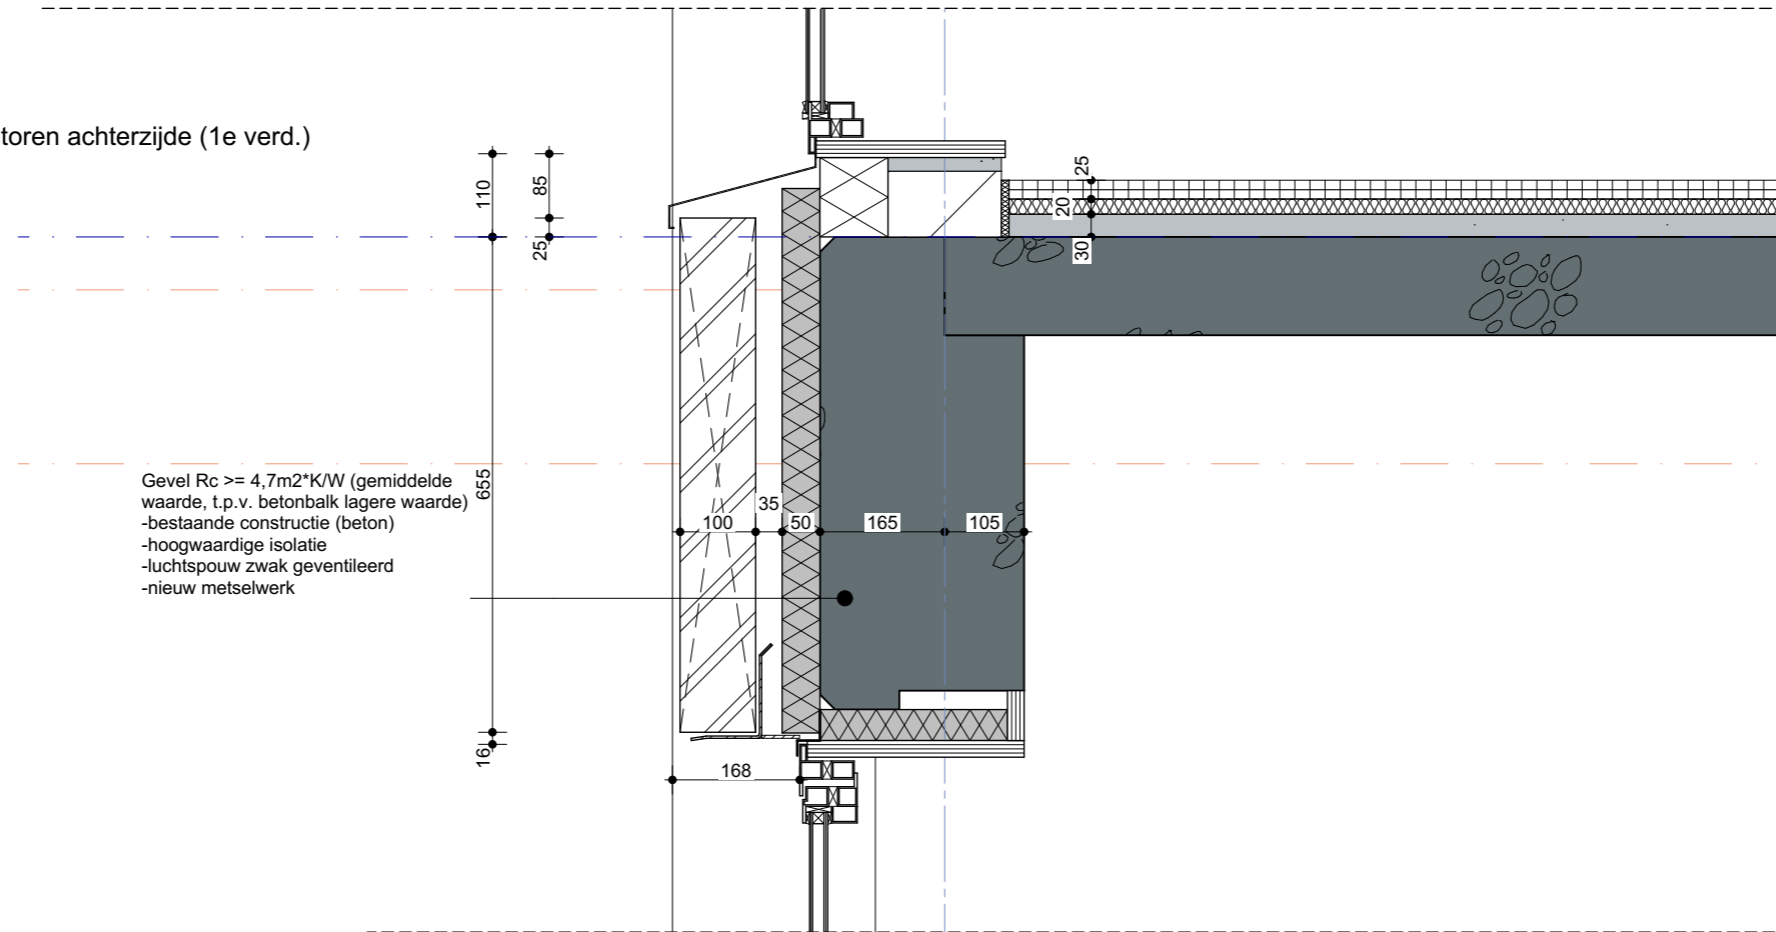 toren achterzijde (1e verd.)
110
85
25
25
20
30
655
Gevel Rc >= 4,7m2*K/W (gemiddelde
waarde, t.p.v. betonbalk lagere waarde)
-bestaande constructie (beton)
-hoogwaardige isolatie
-luchtspouw zwak geventileerd
-nieuw metselwerk
100
35
50
165
105
16
168